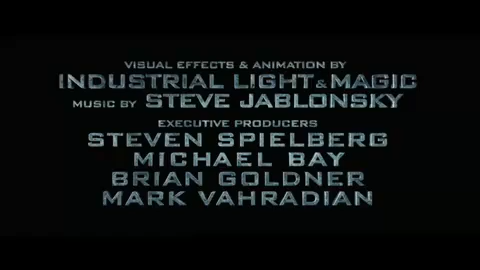 VISUAL EFFECTS & ANIMATION BY
INDUSTRIAL LIGHT & MAGIC
MUSIC BY STEVE JABLONSKY
EXECUTIVE PRODUCERS
STEVEN SPIELBERG
MICHAEL BAY
BRIAN GOLDNER
MARK VAHRADIAN